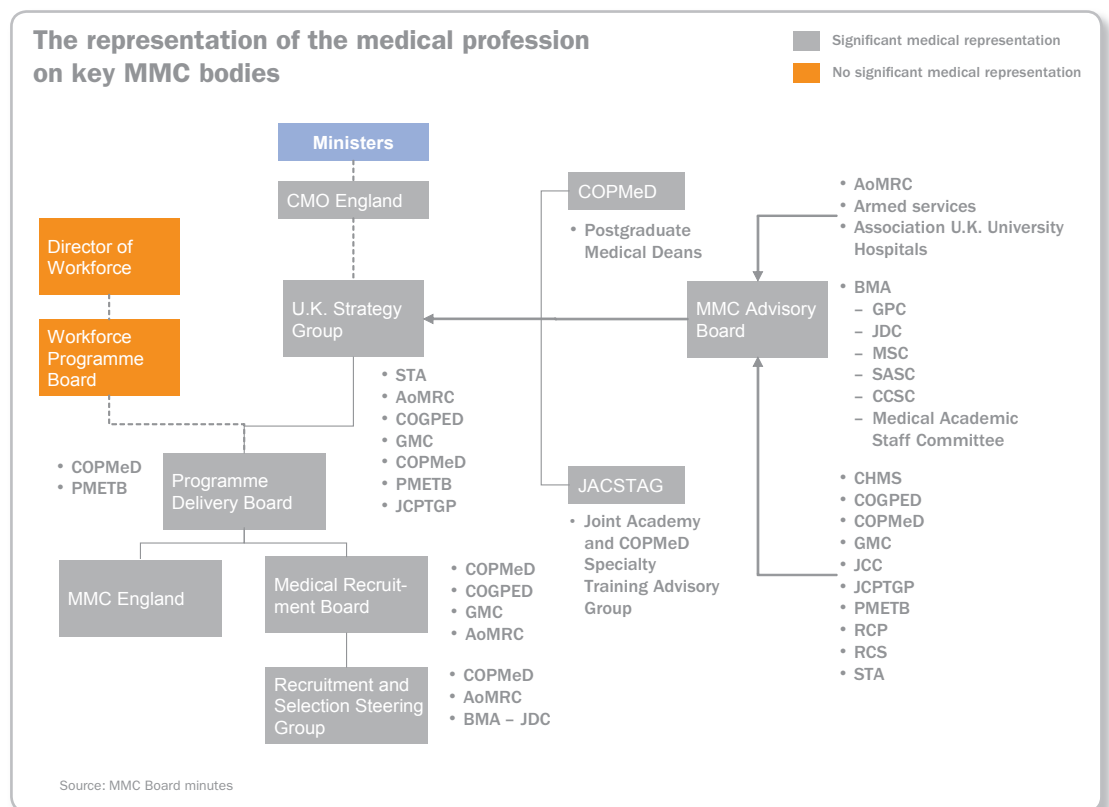 The representation of the medical profession
on key MMC bodies
Significant medical representation
No significant medical representation
Ministers
CMO England
Director of
Workforce
Workforce
Programme
Board
U.K. Strategy
Group
• STA
• AoMRC
• COGPED
• GMC
• COPMeD
• PMETB
• JCPTGP
• COPMeD
• PMETB
Programme
Delivery Board
MMC England
Medical Recruit-
ment Board
• COPMeD
• COGPED
• GMC
• AoMRC
Recruitment and
Selection Steering
Group
• COPMeD
• AoMRC
• BMA – JDC
COPMeD
• Postgraduate
Medical Deans
JACSTAG
• Joint Academy
and COPMeD
Specialty
Training Advisory
Group
MMC Advisory
Board
• AoMRC
• Armed services
• Association U.K. University
Hospitals
• BMA
– GPC
– JDC
– MSC
– SASC
– CCSC
– Medical Academic
Staff Committee
• CHMS
• COGPED
• COPMeD
• GMC
• JCC
• JCPTGP
• PMETB
• RCP
• RCS
• STA
Source: MMC Board minutes